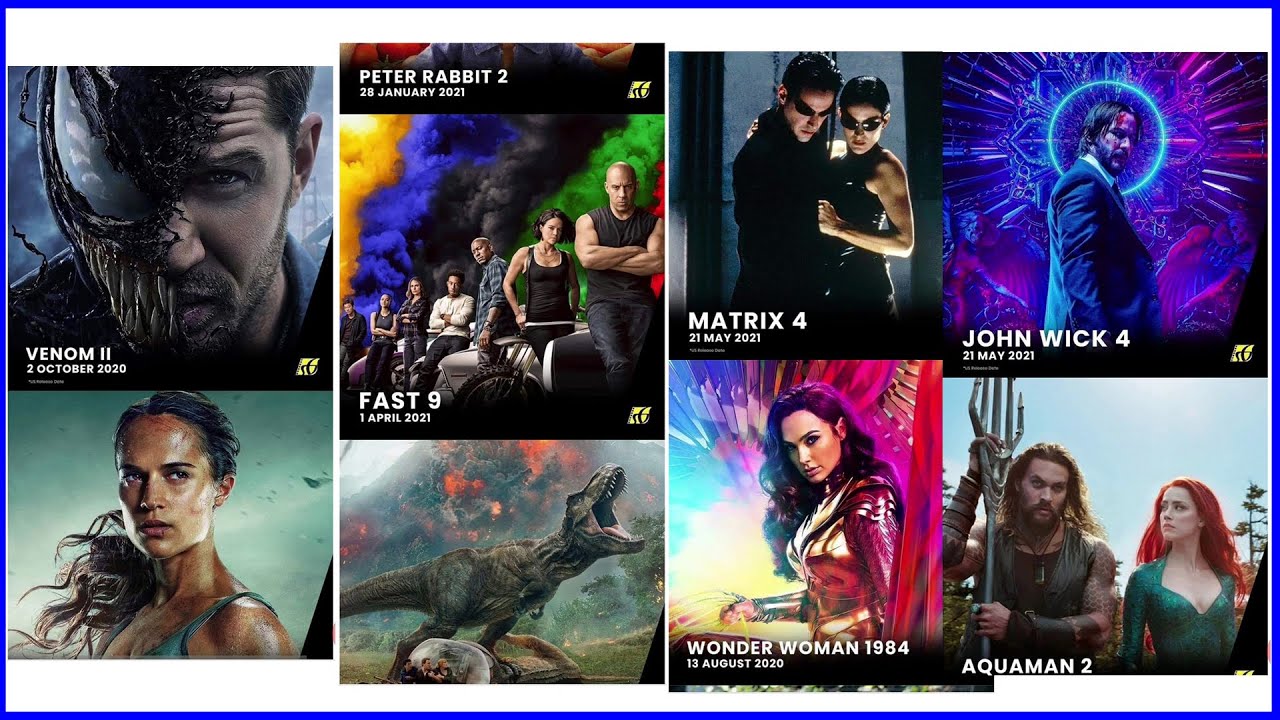 VENOM II
2 OCTOBER 2020
*US Release Date
PETER RABBIT 2
28 JANUARY 2021
FAST 9
1 APRIL 2021
MATRIX 4
21 MAY 2021
*US Release Date
WONDER WOMAN 1984
13 AUGUST 2020
JOHN WICK 4
21 MAY 2021
*US Release Date
AQUAMAN 2